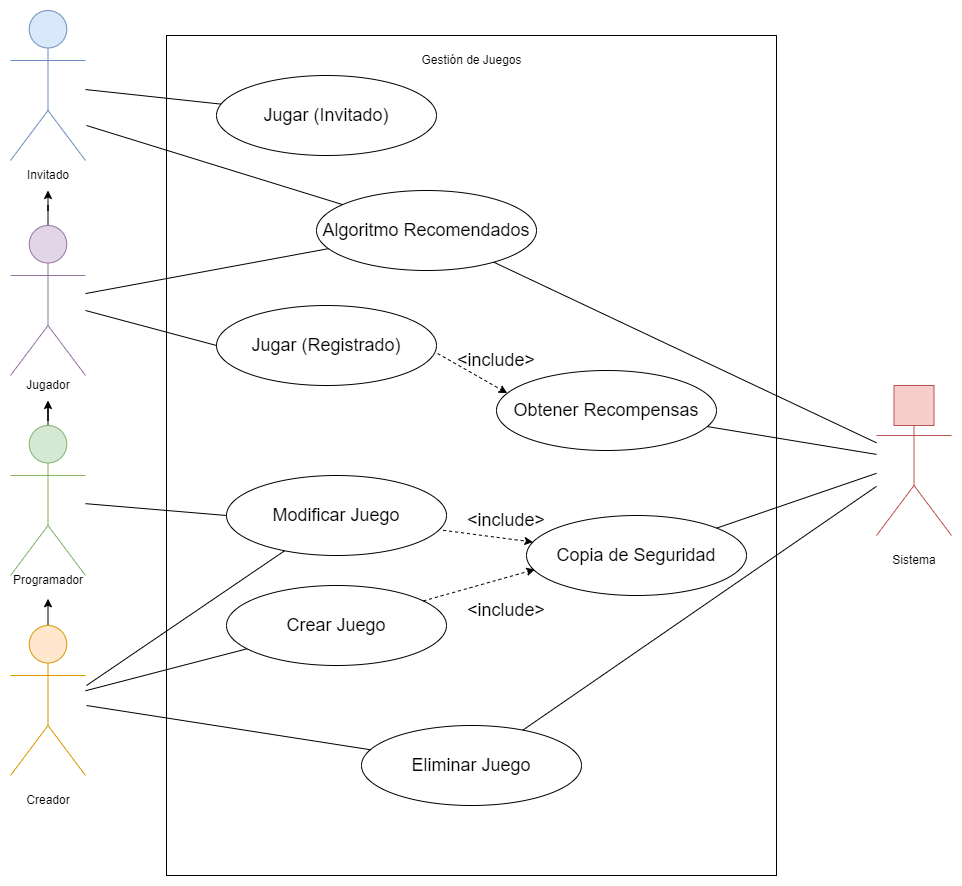 Gestión de Juegos
Jugar (Invitado)
Invitado
Algoritmo Recomendados
Jugar (Registrado)
<include>
Jugador
Obtener Recompensas
Modificar Juego
<include>
Copia de Seguridad
Sistema
Programador
<include>
Crear Juego
Eliminar Juego
Creador